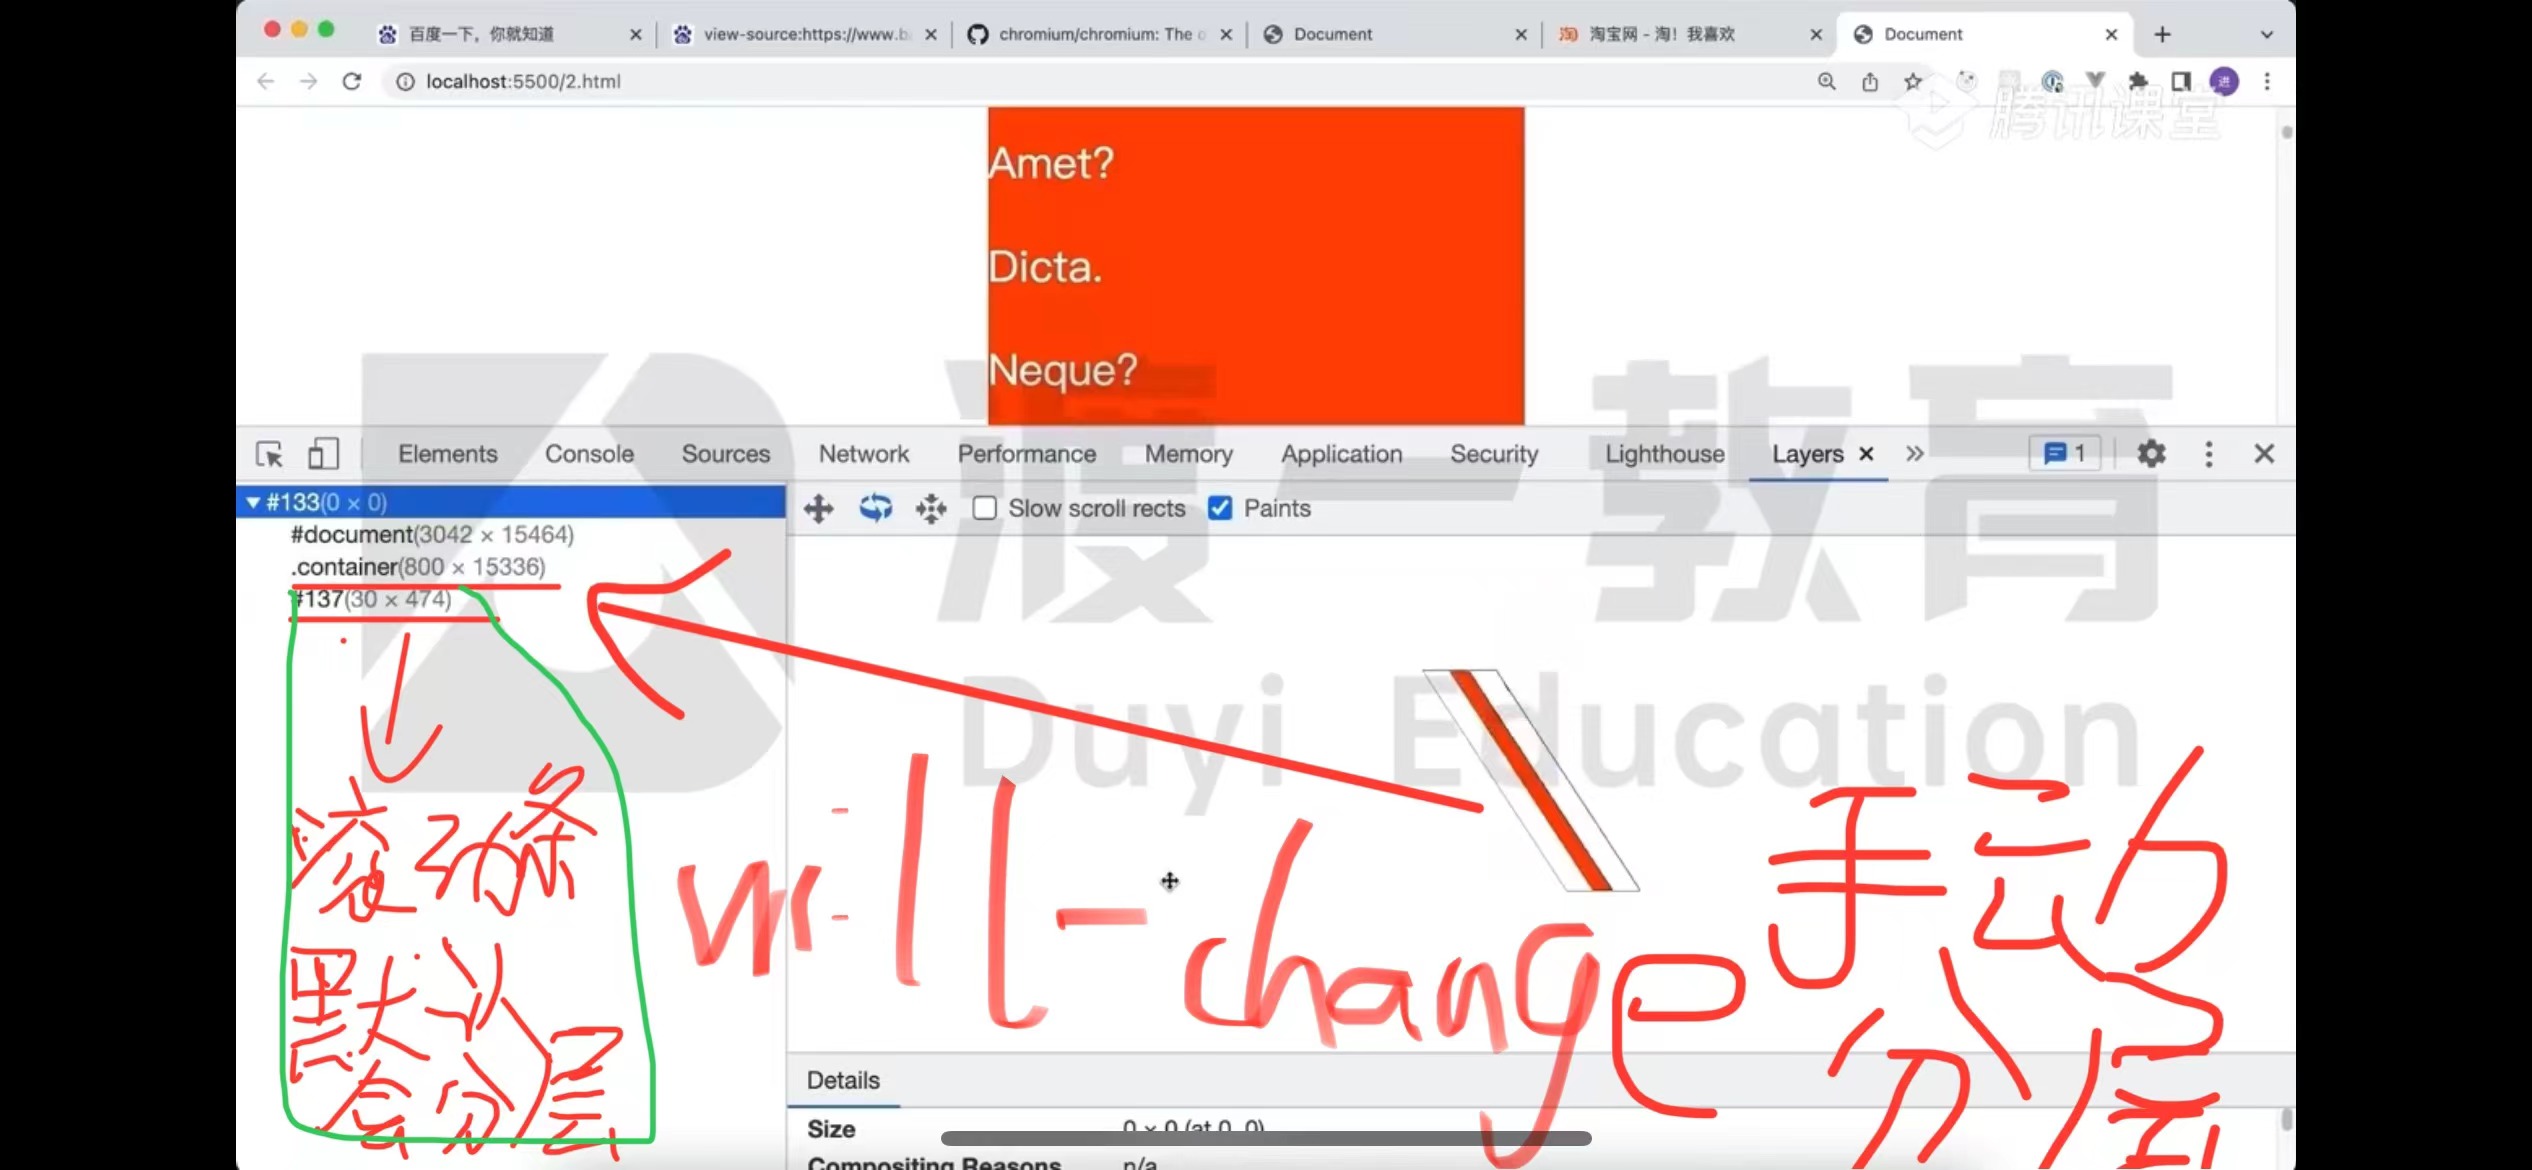 百度一下，你就知道
view-source:https://www.b
chromium/chromium: The o
Document
淘宝网 - 淘！我喜欢
Document
localhost:5500/2.html
腾讯课堂
Amet?
Dicta.
Neque?
渡一教育
Duyi Education
Elements Console Sources Network Performance Memory Application Security Lighthouse Layers
1
#133(0 × 0)
#document(3042 × 15464)
.container(800 × 15336)
#137(30 × 474)
Slow scroll rects
Paints
滚动条
默认
会分层
will-change
手动
分层
Details
Size 0 × 0 (at 0, 0)
Compositing Reasons n/a